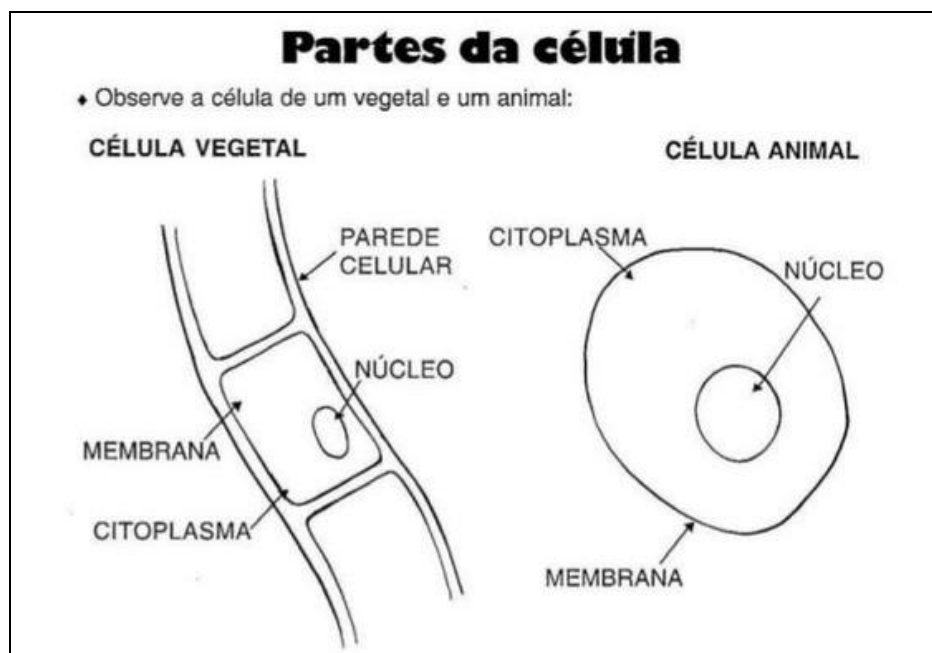 Partes da célula
♦ Observe a célula de um vegetal e um animal:
CÉLULA VEGETAL
CÉLULA ANIMAL
PAREDE
CELULAR
NÚCLEO
MEMBRANA
CITOPLASMA
CITOPLASMA
NÚCLEO
MEMBRANA